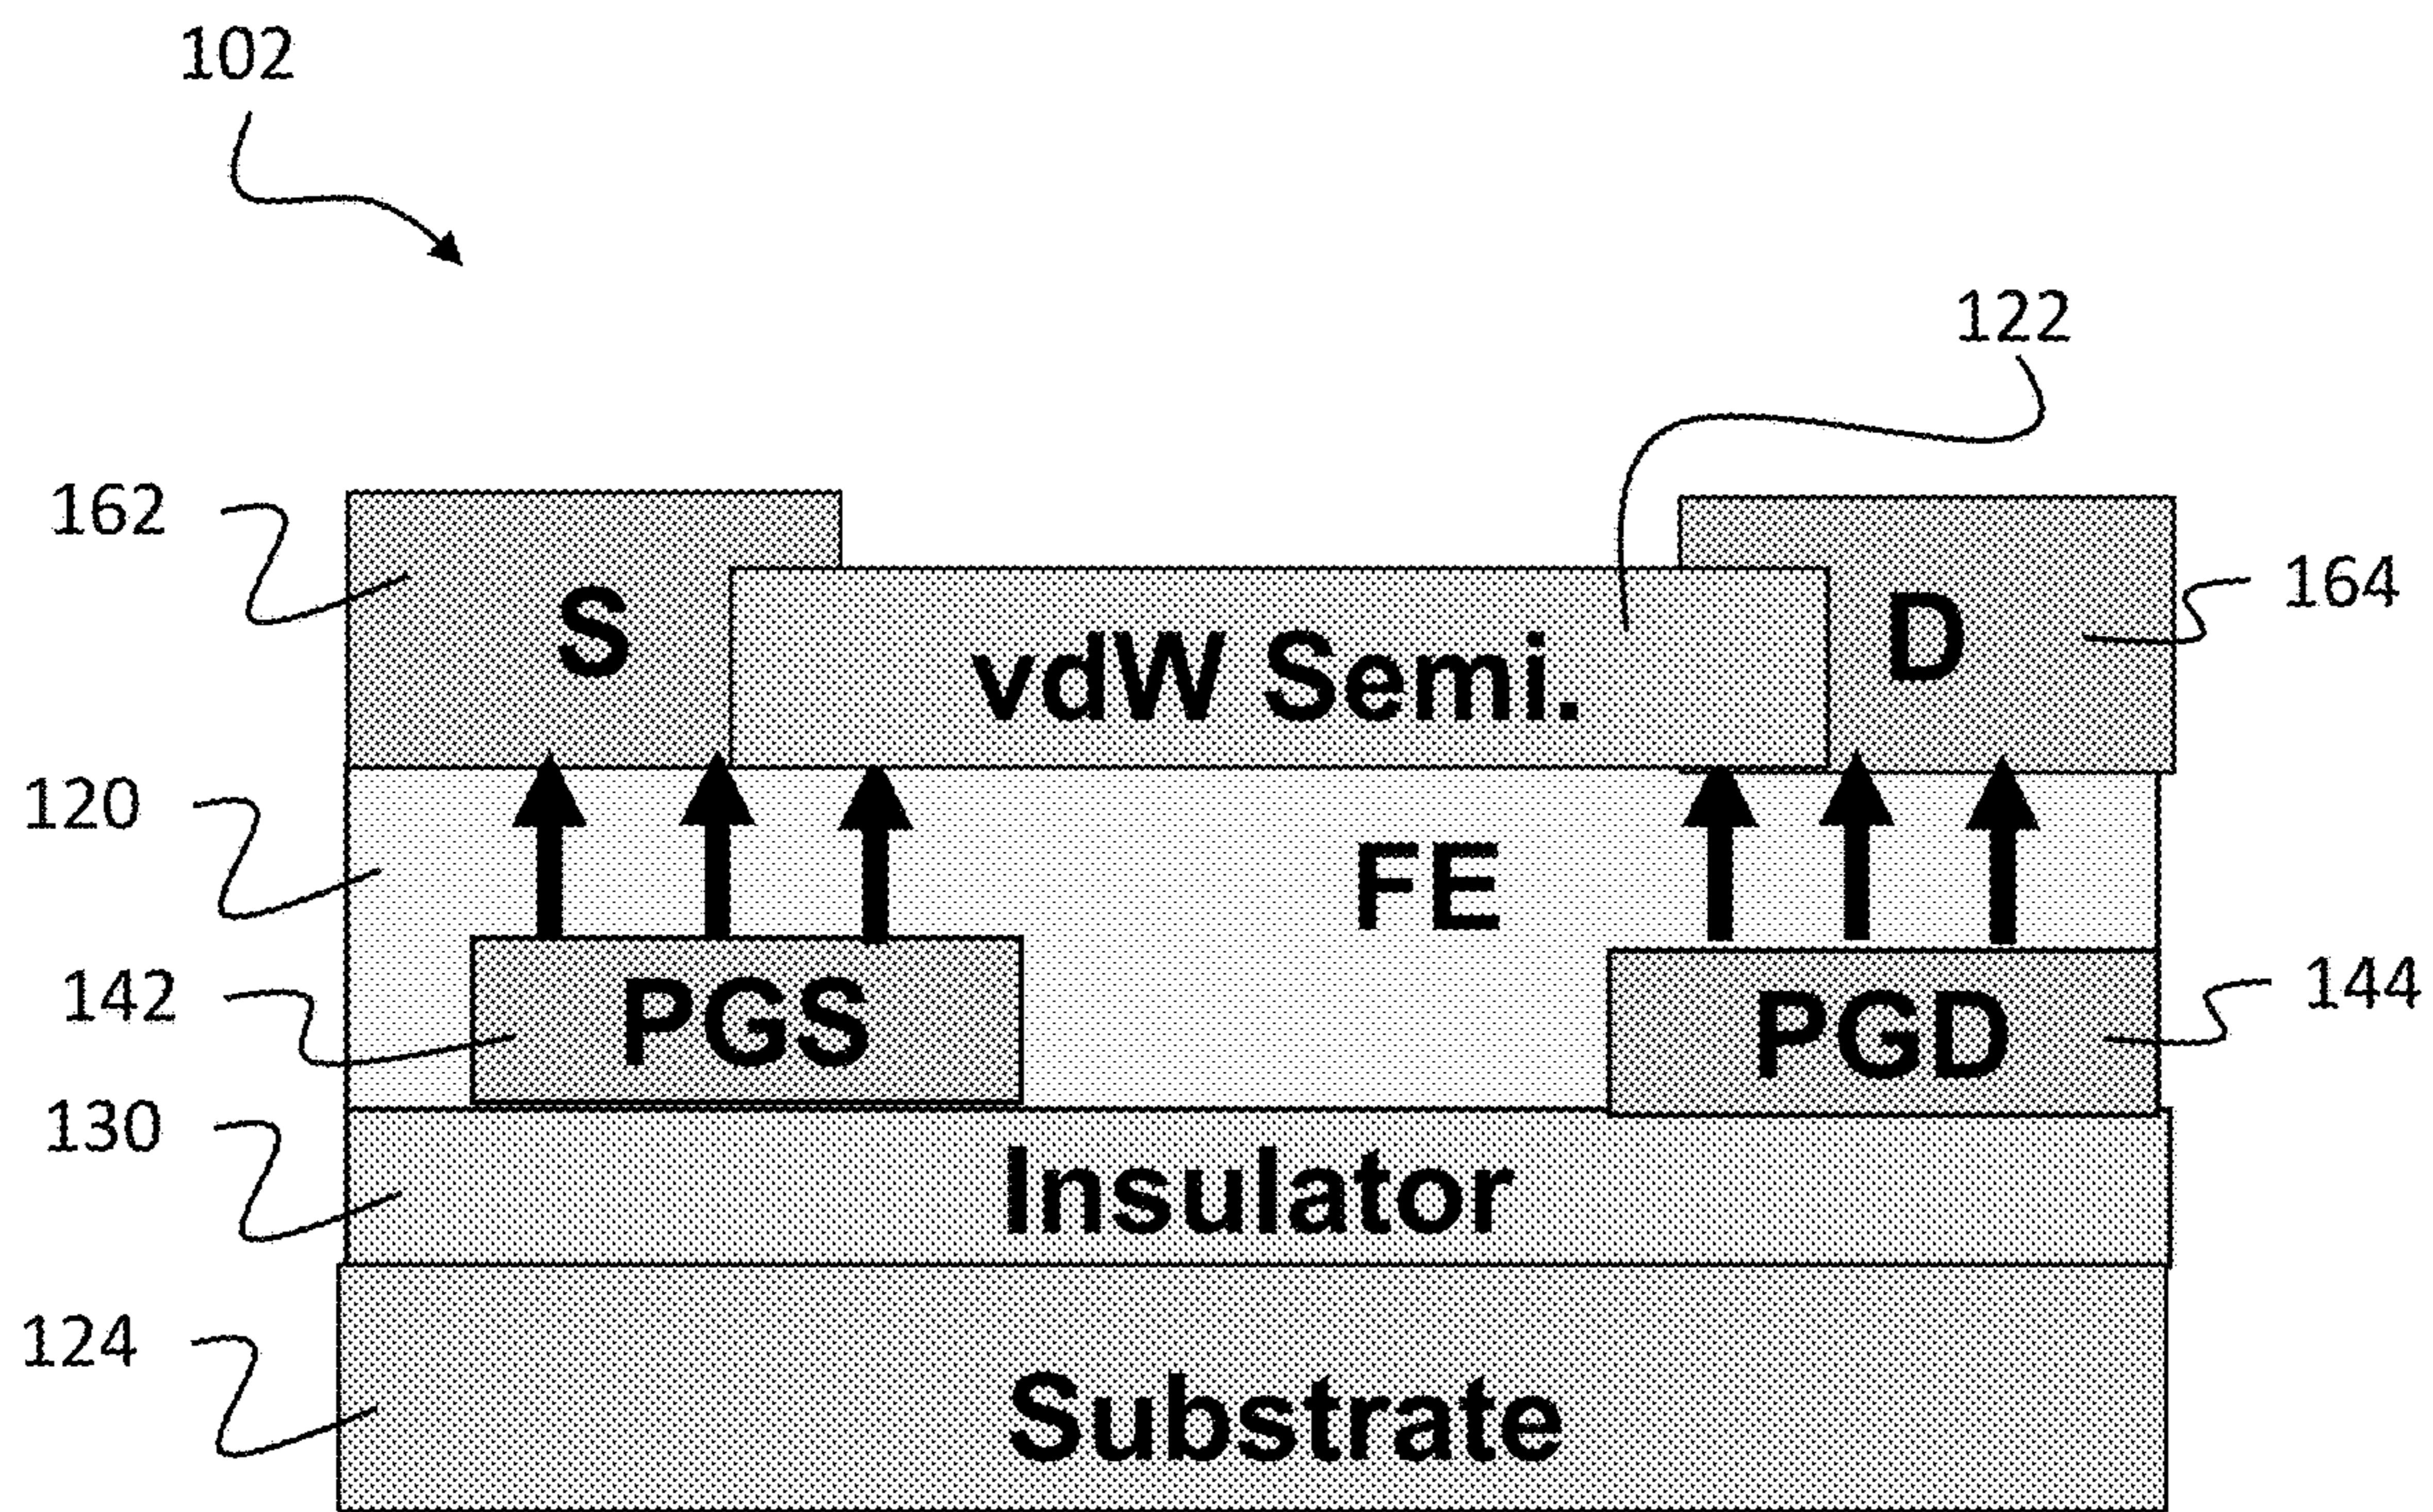 102
122
162
S
D
164
vdW Semi.
120
FE
142
PGS
PGD
144
130
Insulator
124
Substrate